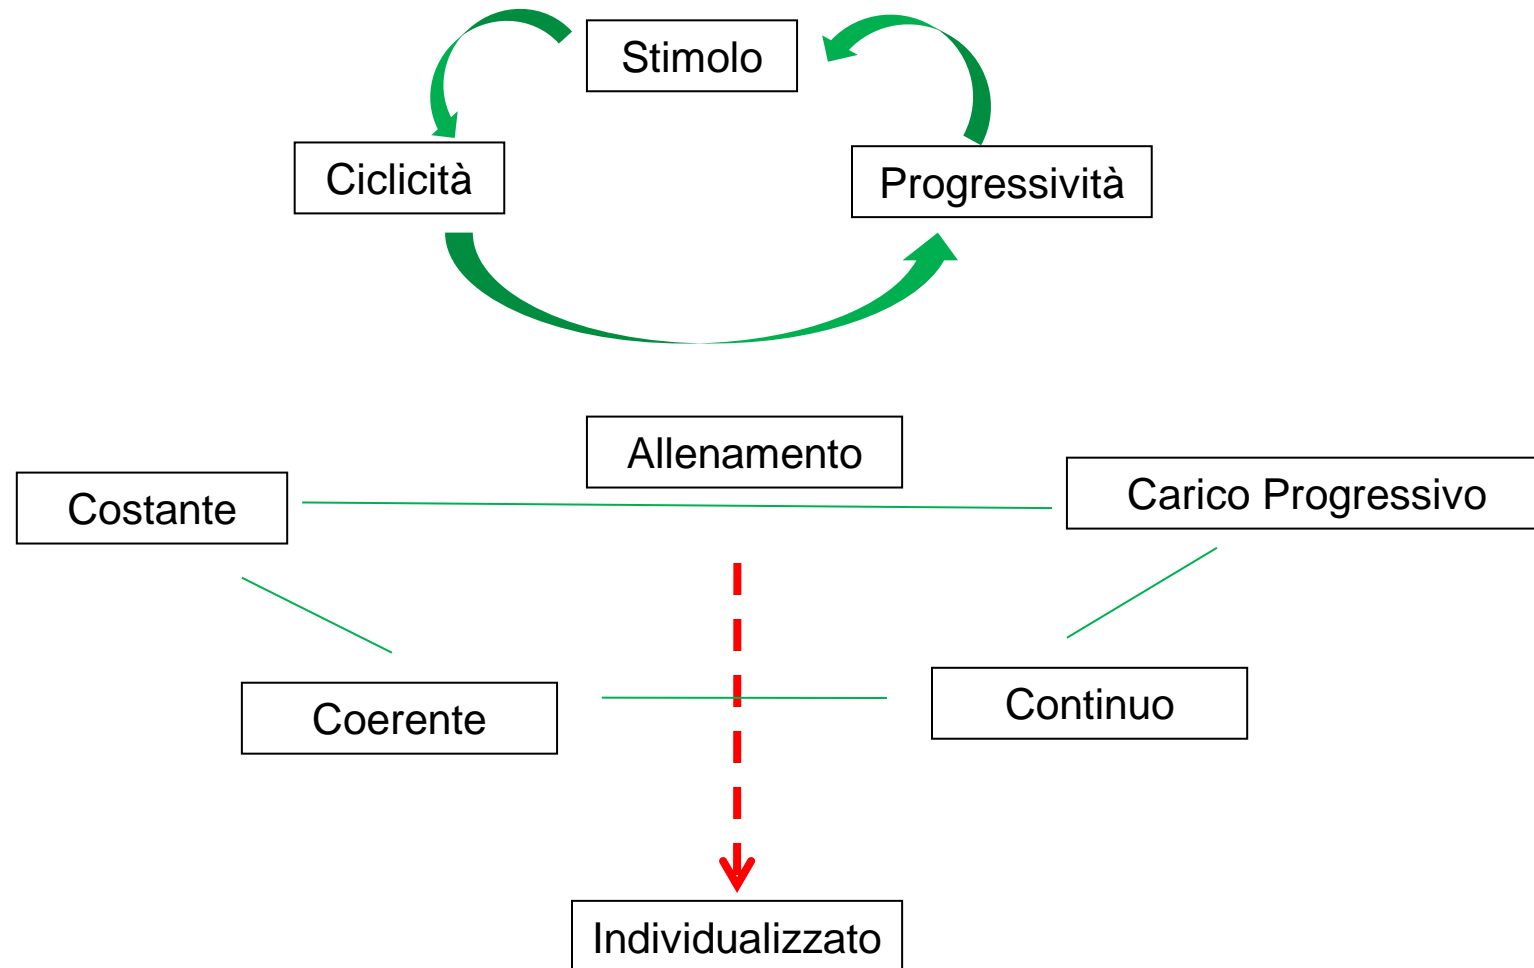 Stimolo
Ciclicità
Progressività
Allenamento
Costante
Carico Progressivo
Coerente
Continuo
Individualizzato